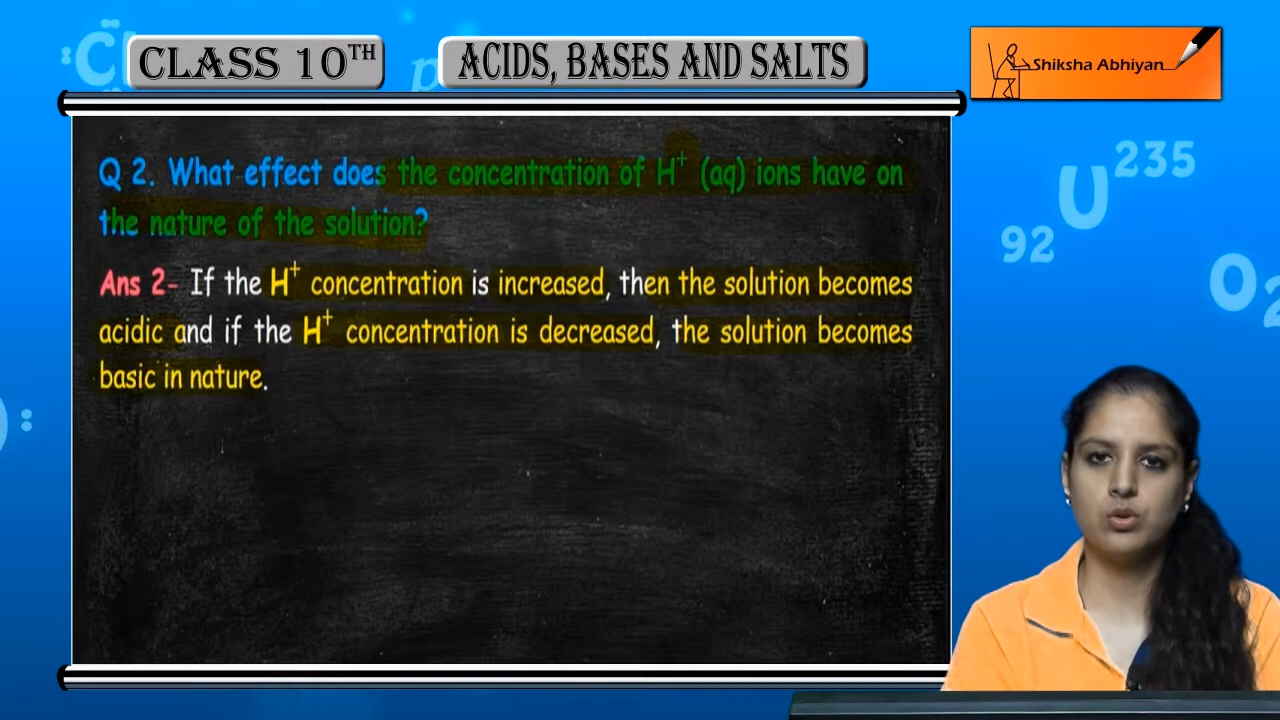 CLASS 10TH
ACIDS, BASES AND SALTS
Shiksha Abhiyan
Q 2. What effect does the concentration of H⁺ (aq) ions have on
the nature of the solution?
Ans 2- If the H⁺ concentration is increased, then the solution becomes
acidic and if the H⁺ concentration is decreased, the solution becomes
basic in nature.
U 235
92
O2
Cl
p